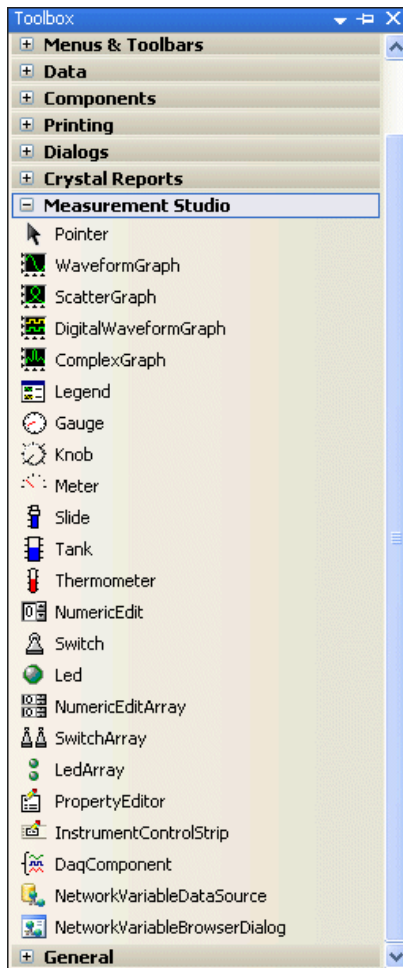 Toolbox
Menus & Toolbars
Data
Components
Printing
Dialogs
Crystal Reports
Measurement Studio
Pointer
WaveformGraph
ScatterGraph
DigitalWaveformGraph
ComplexGraph
Legend
Gauge
Knob
Meter
Slide
Tank
Thermometer
NumericEdit
Switch
Led
NumericEditArray
SwitchArray
LedArray
PropertyEditor
InstrumentControlStrip
DaqComponent
NetworkVariableDataSource
NetworkVariableBrowserDialog
General